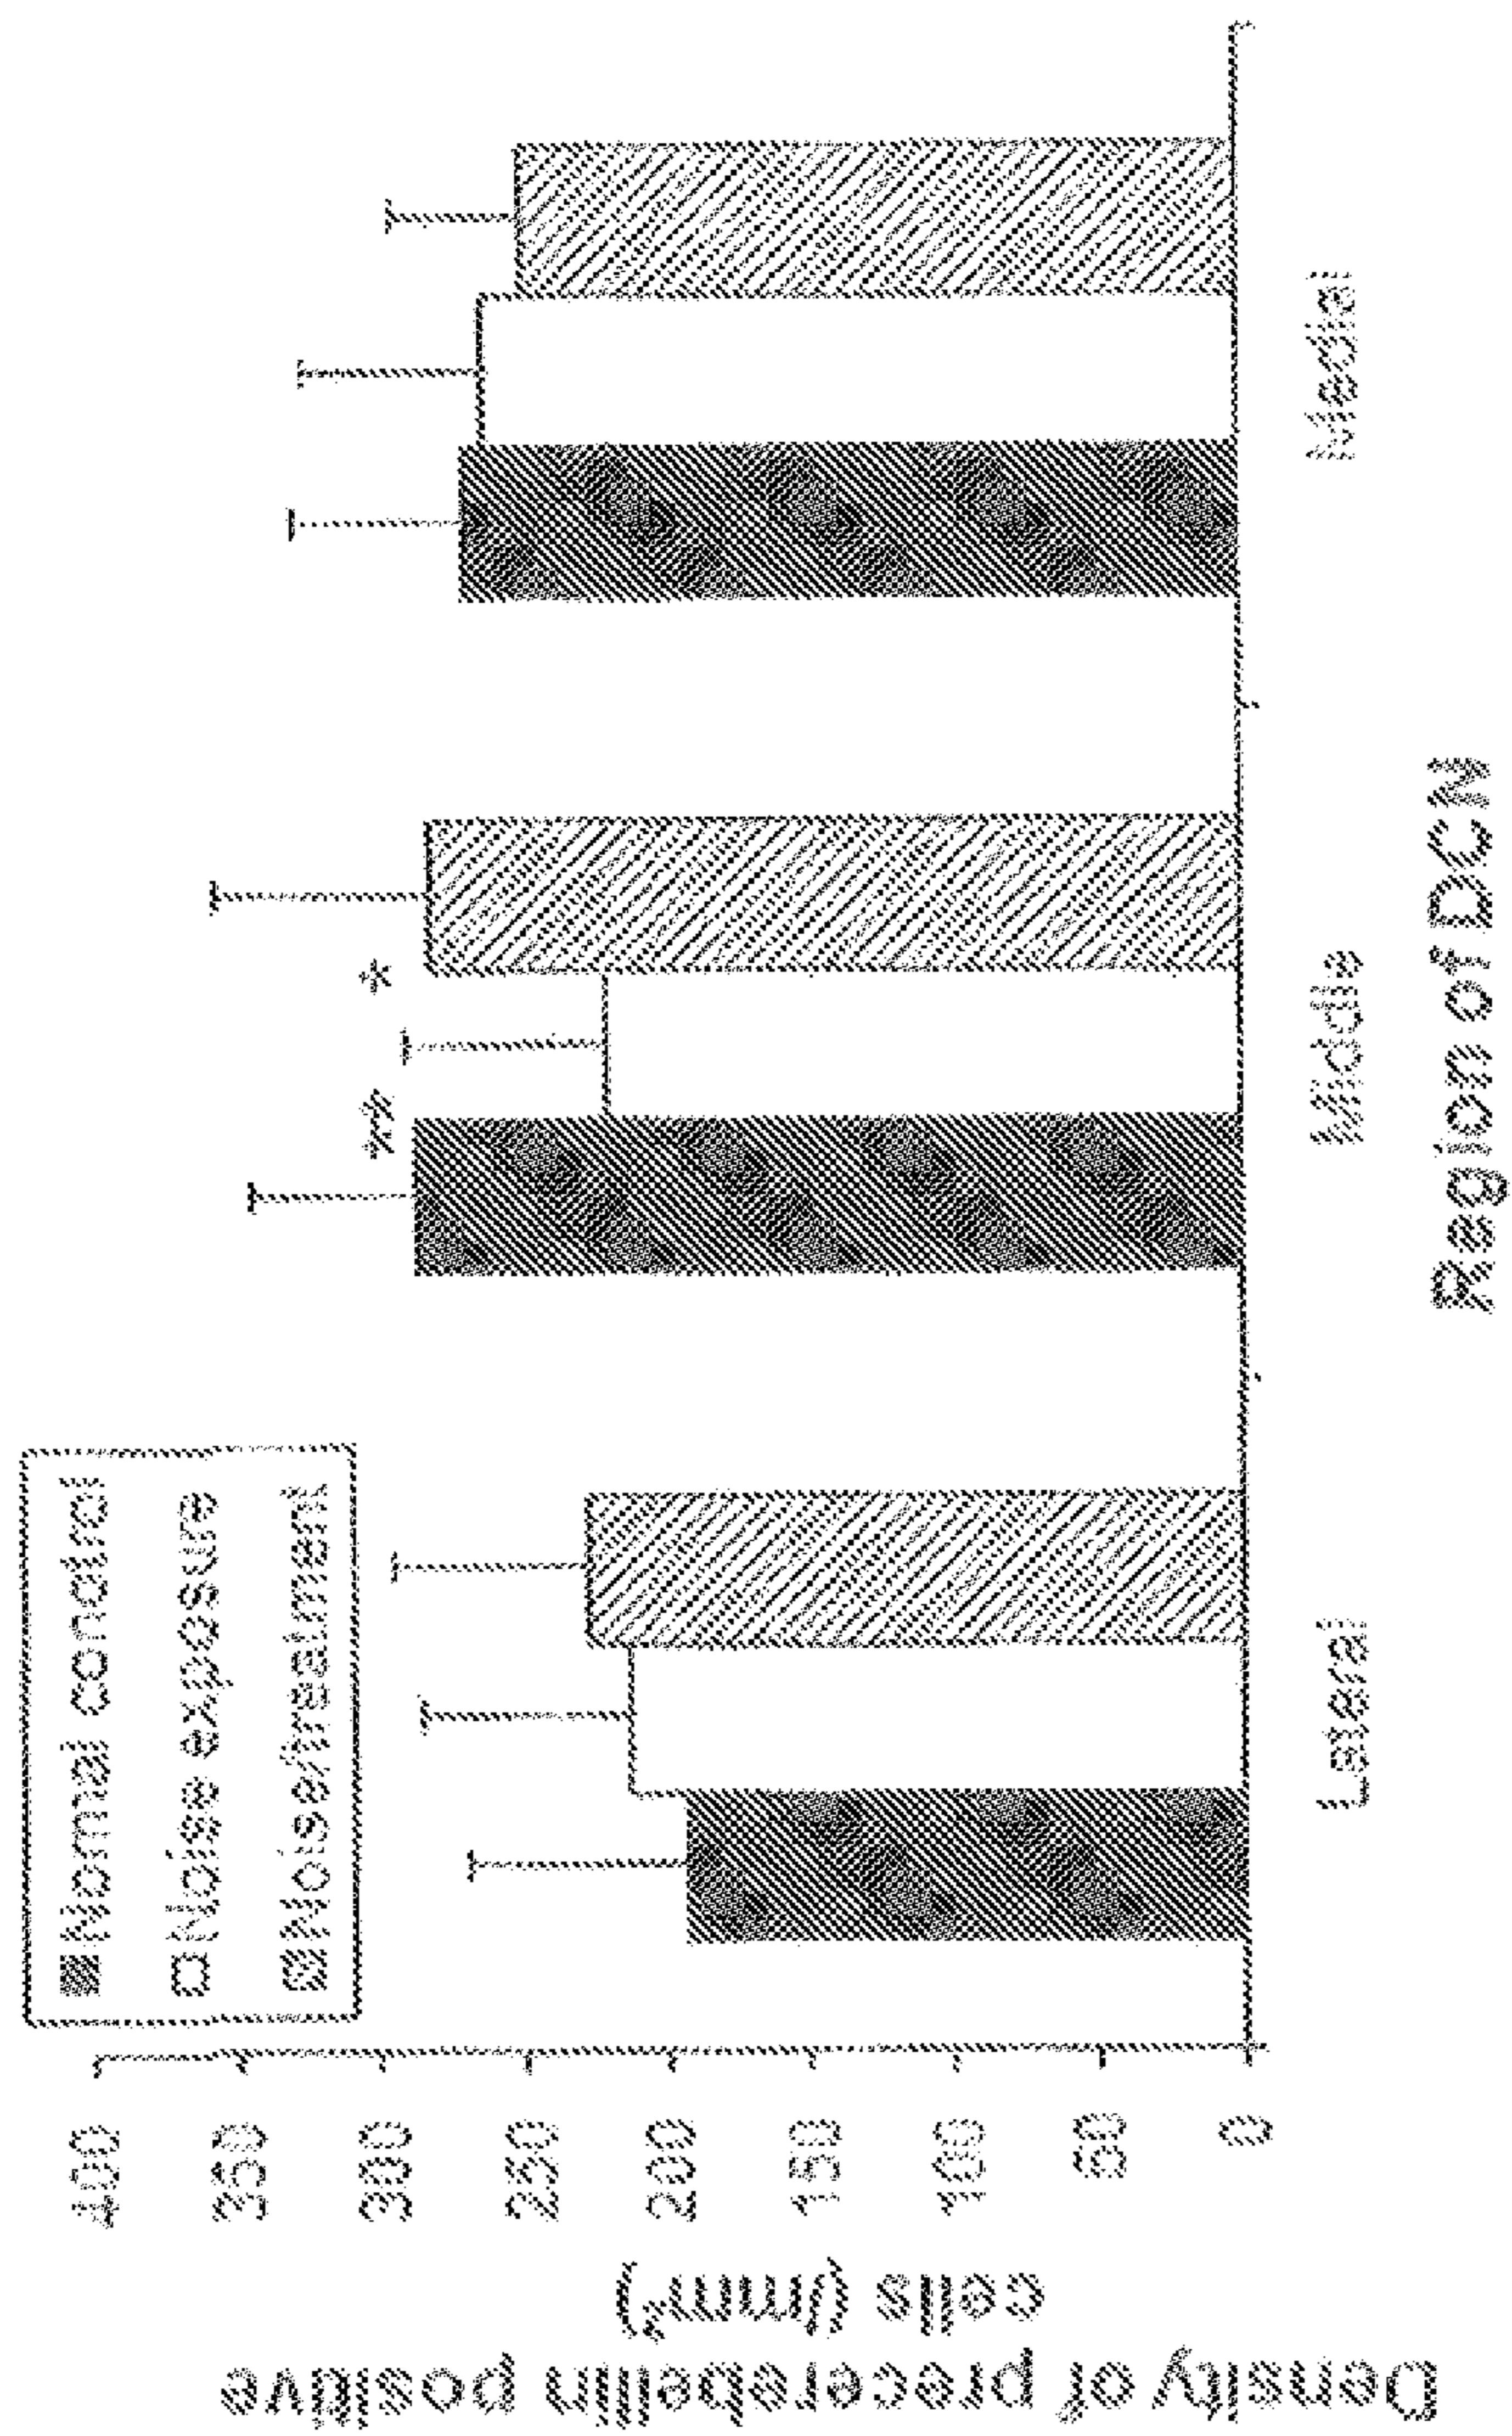 Density of precerebellin positive
cells (/mm²)
400
350
300
250
200
150
100
50
0
Normal control
Noise exposure
Noise/treatment
**
*
Lateral
Middle
Medial
Region of DCN